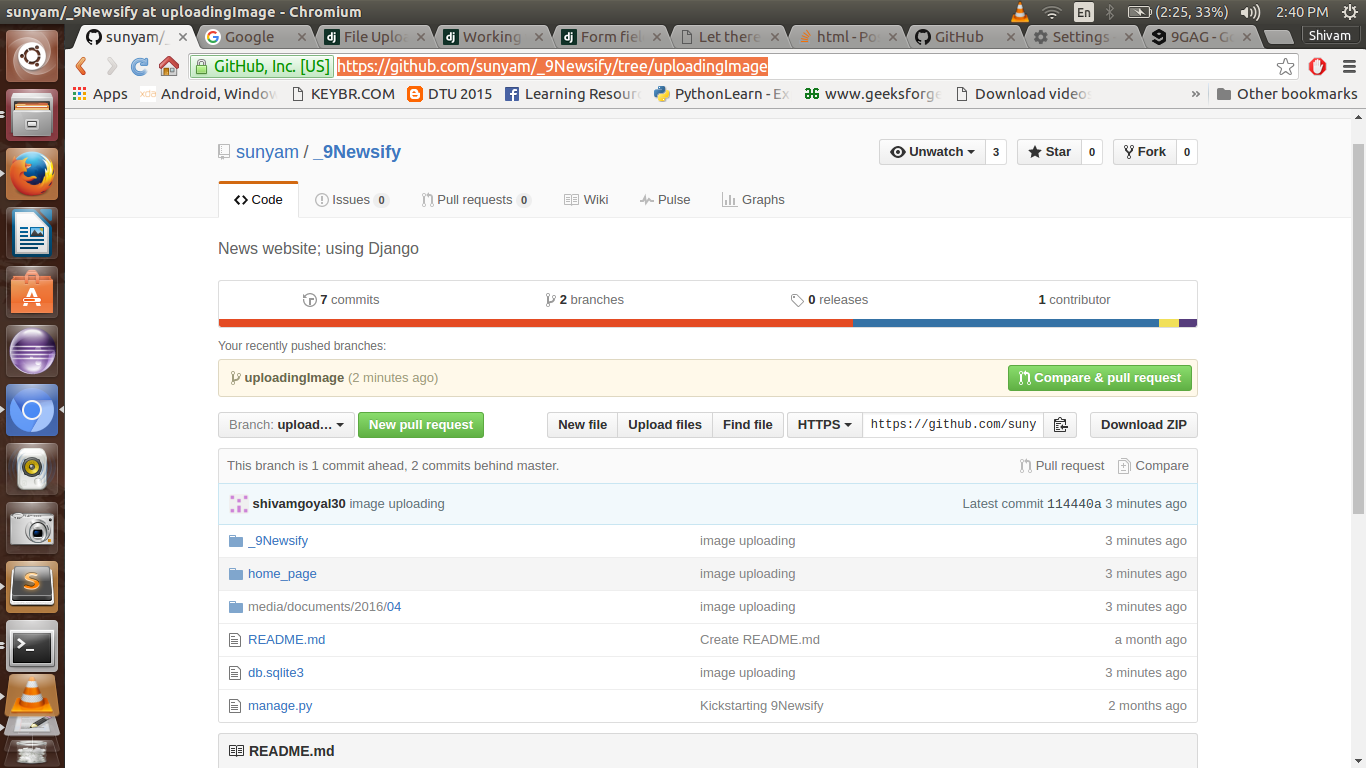 sunyam/_9Newsify at uploadingImage - Chromium
En (2:25, 33%) 2:40 PM
sunyam/_ Google File Uploa Working Form fiel Let there html - Pos GitHub Settings 9GAG - Go Shivam
GitHub, Inc. [US] https://github.com/sunyam/_9Newsify/tree/uploadingImage
Apps Android, Window KEYBR.COM DTU 2015 Learning Resour PythonLearn - Ex www.geeksforge Download videos » Other bookmarks
sunyam / _9Newsify
Unwatch 3 Star 0 Fork 0
Code Issues 0 Pull requests 0 Wiki Pulse Graphs
News website; using Django
7 commits 2 branches 0 releases 1 contributor
Your recently pushed branches:
uploadingImage (2 minutes ago) Compare & pull request
Branch: upload… New pull request New file Upload files Find file HTTPS https://github.com/suny Download ZIP
This branch is 1 commit ahead, 2 commits behind master. Pull request Compare
shivamgoyal30 image uploading Latest commit 114440a 3 minutes ago
_9Newsify image uploading 3 minutes ago
home_page image uploading 3 minutes ago
media/documents/2016/04 image uploading 3 minutes ago
README.md Create README.md a month ago
db.sqlite3 image uploading 3 minutes ago
manage.py Kickstarting 9Newsify 2 months ago
README.md